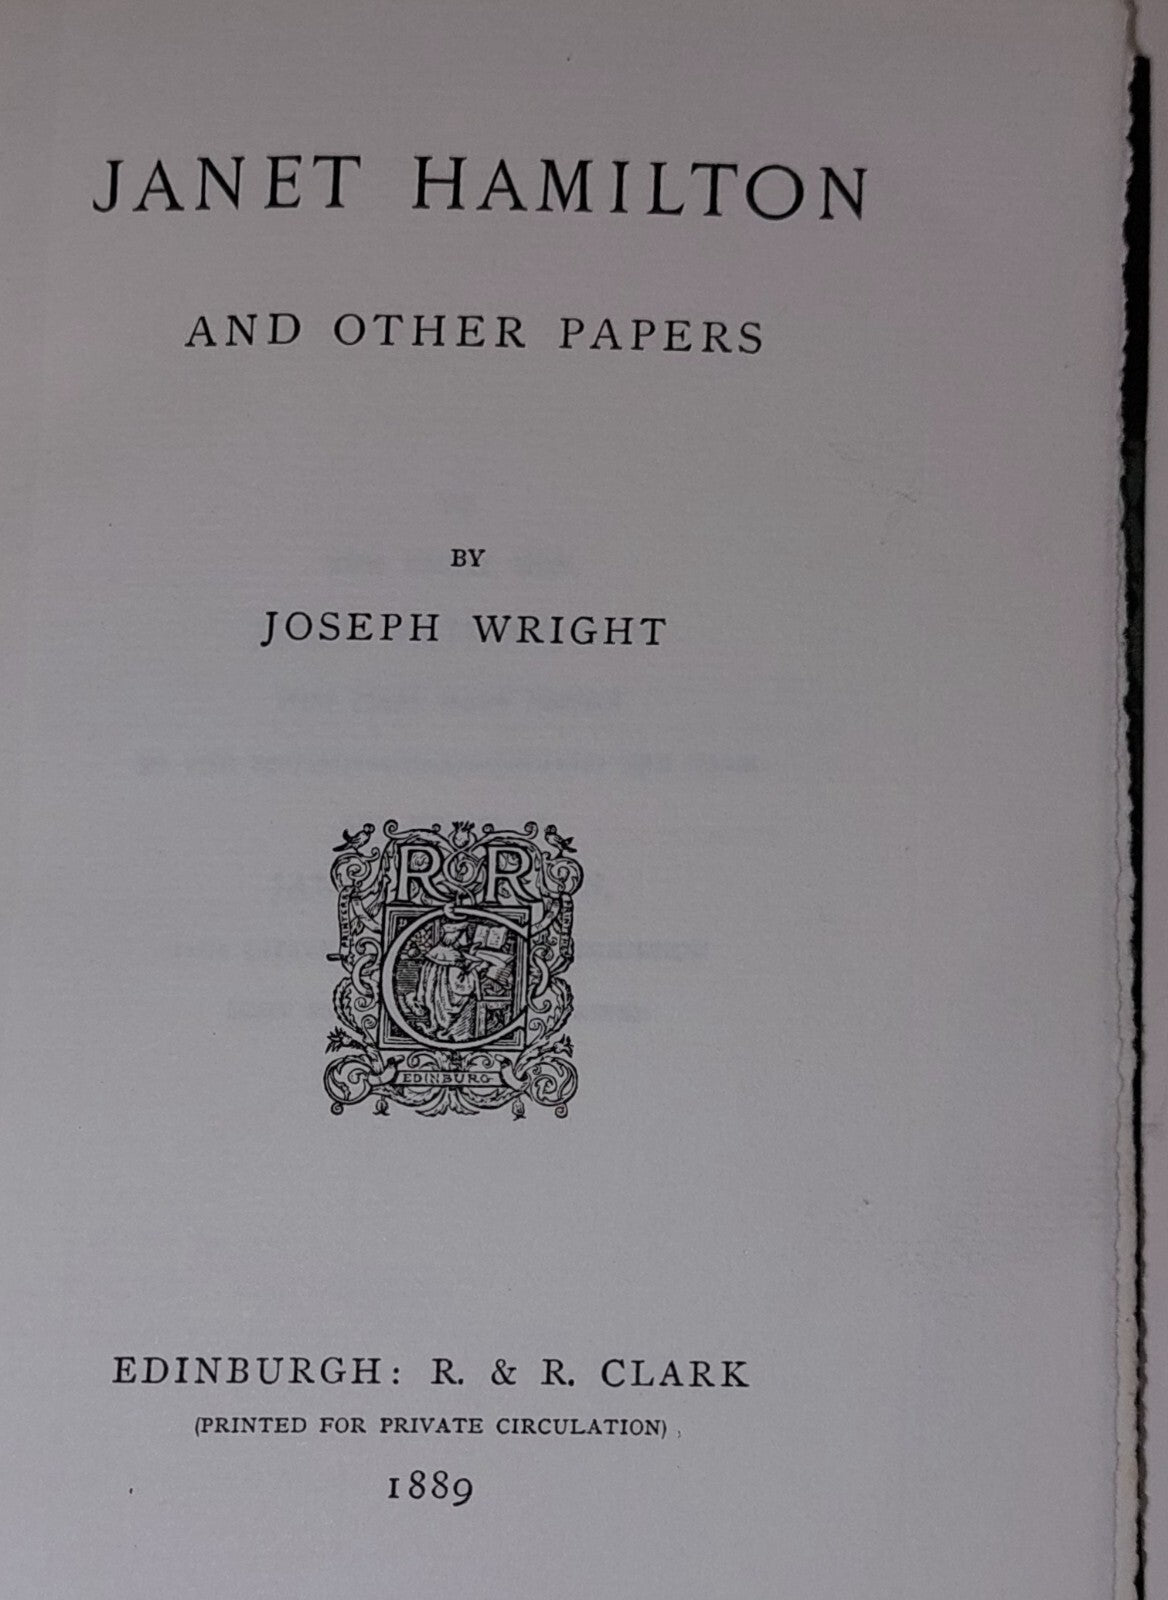 JANET HAMILTON
AND OTHER PAPERS
BY
JOSEPH WRIGHT
R R
C
EDINBURG
EDINBURGH: R. & R. CLARK
(PRINTED FOR PRIVATE CIRCULATION)
1889